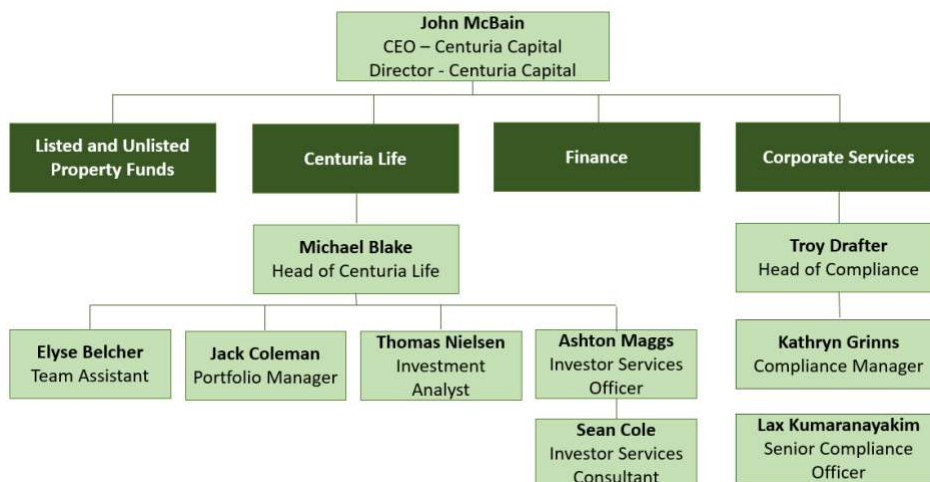 John McBain
CEO – Centuria Capital
Director - Centuria Capital
Listed and Unlisted
Property Funds
Centuria Life
Finance
Corporate Services
Michael Blake
Head of Centuria Life
Troy Drafter
Head of Compliance
Elyse Belcher
Team Assistant
Jack Coleman
Portfolio Manager
Thomas Nielsen
Investment
Analyst
Ashton Maggs
Investor Services
Officer
Kathryn Grinns
Compliance Manager
Sean Cole
Investor Services
Consultant
Lax Kumaranayakim
Senior Compliance
Officer